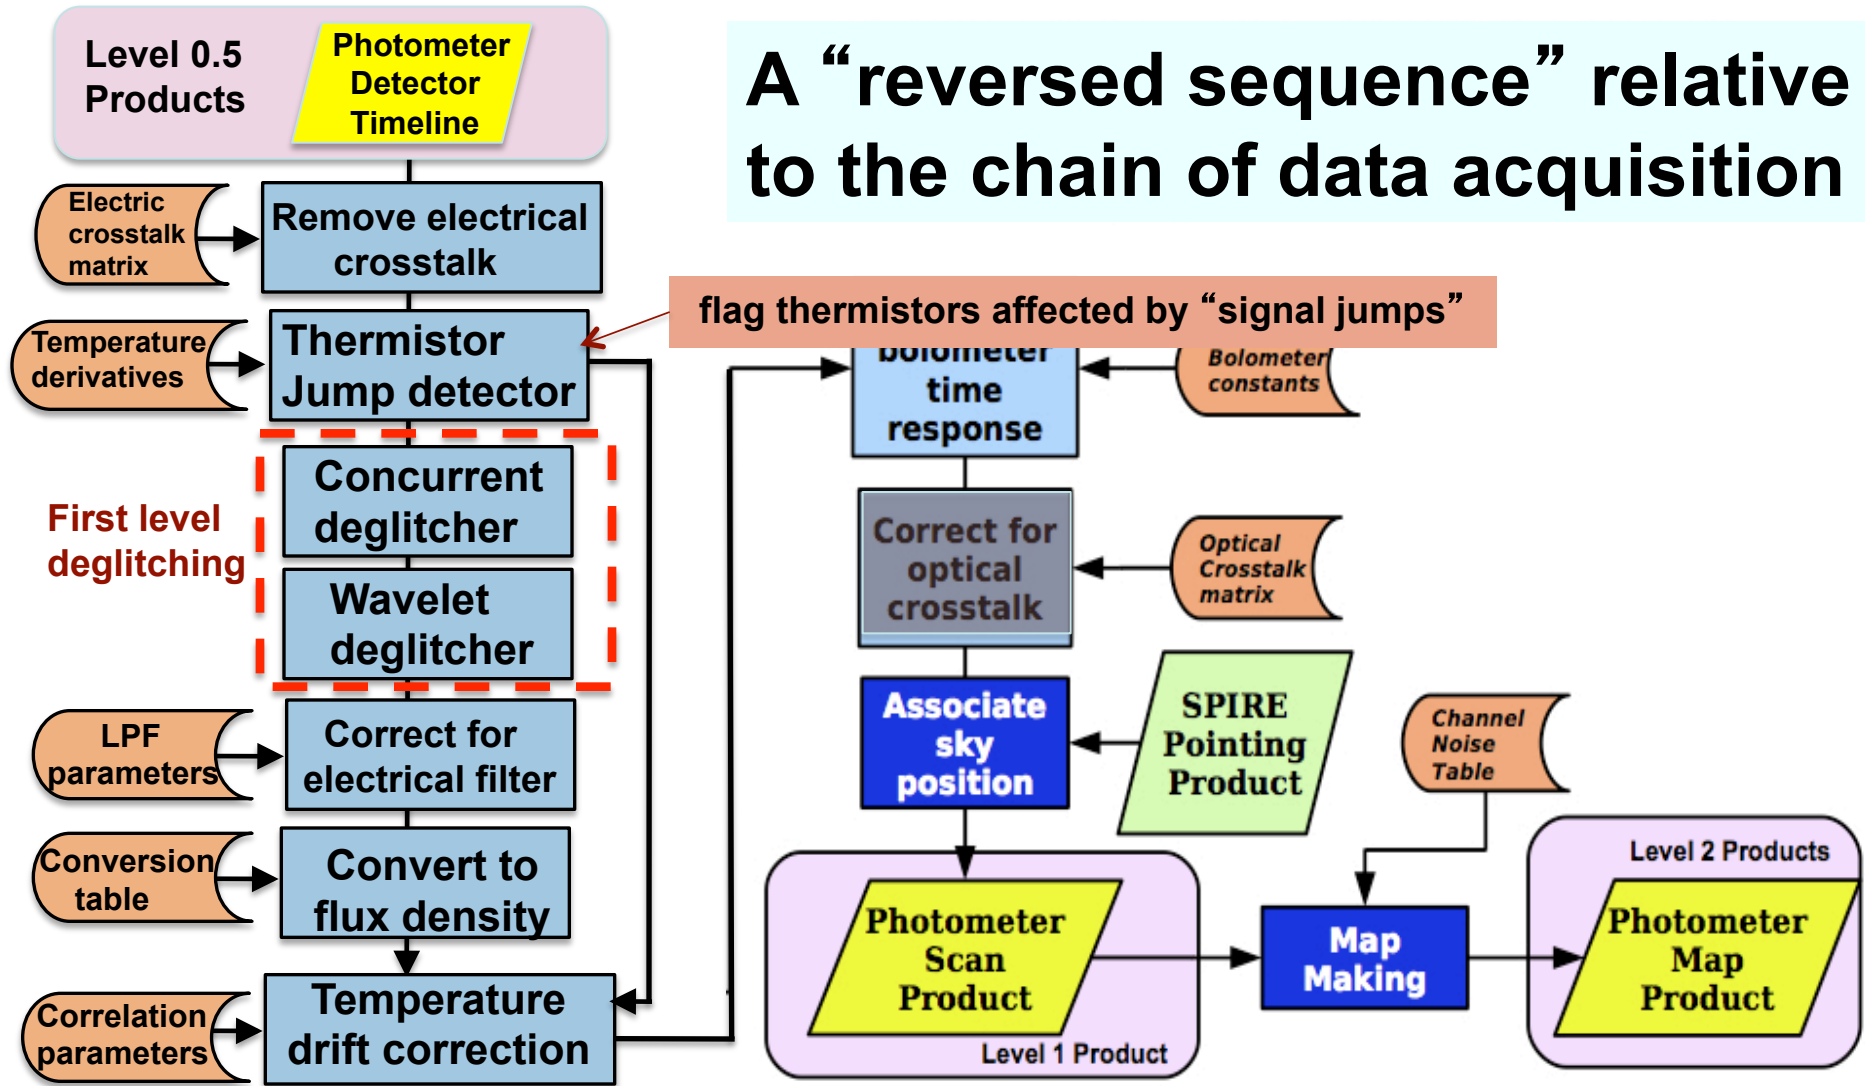 Level 0.5
Products
Photometer
Detector
Timeline
A “reversed sequence” relative
to the chain of data acquisition
Electric
crosstalk
matrix
Remove electrical
crosstalk
flag thermistors affected by “signal jumps”
Temperature
derivatives
Thermistor
Jump detector
First level
deglitching
Concurrent
deglitcher
Wavelet
deglitcher
LPF
parameters
Correct for
electrical filter
Conversion
table
Convert to
flux density
Correlation
parameters
Temperature
drift correction
bolometer
time
response
Bolometer
constants
Correct for
optical
crosstalk
Optical
Crosstalk
matrix
Associate
sky
position
SPIRE
Pointing
Product
Channel
Noise
Table
Photometer
Scan
Product
Level 1 Product
Map
Making
Level 2 Products
Photometer
Map
Product